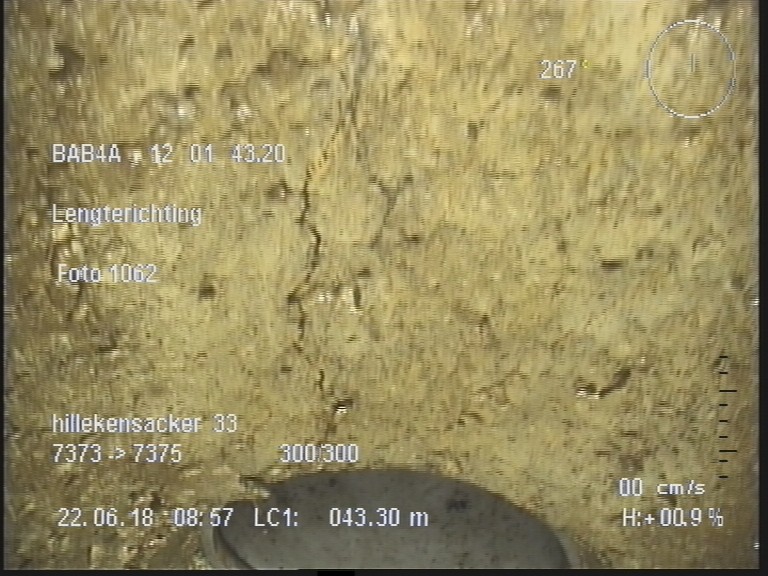 267°
BAB4A , 12 01 43.20
Lengterichting
Foto 1062
hillekensacker 33
7373 -> 7375 300/300
00 cm/s
22.06.18 08:57 LC1: 043.30 m H:+00.9 %